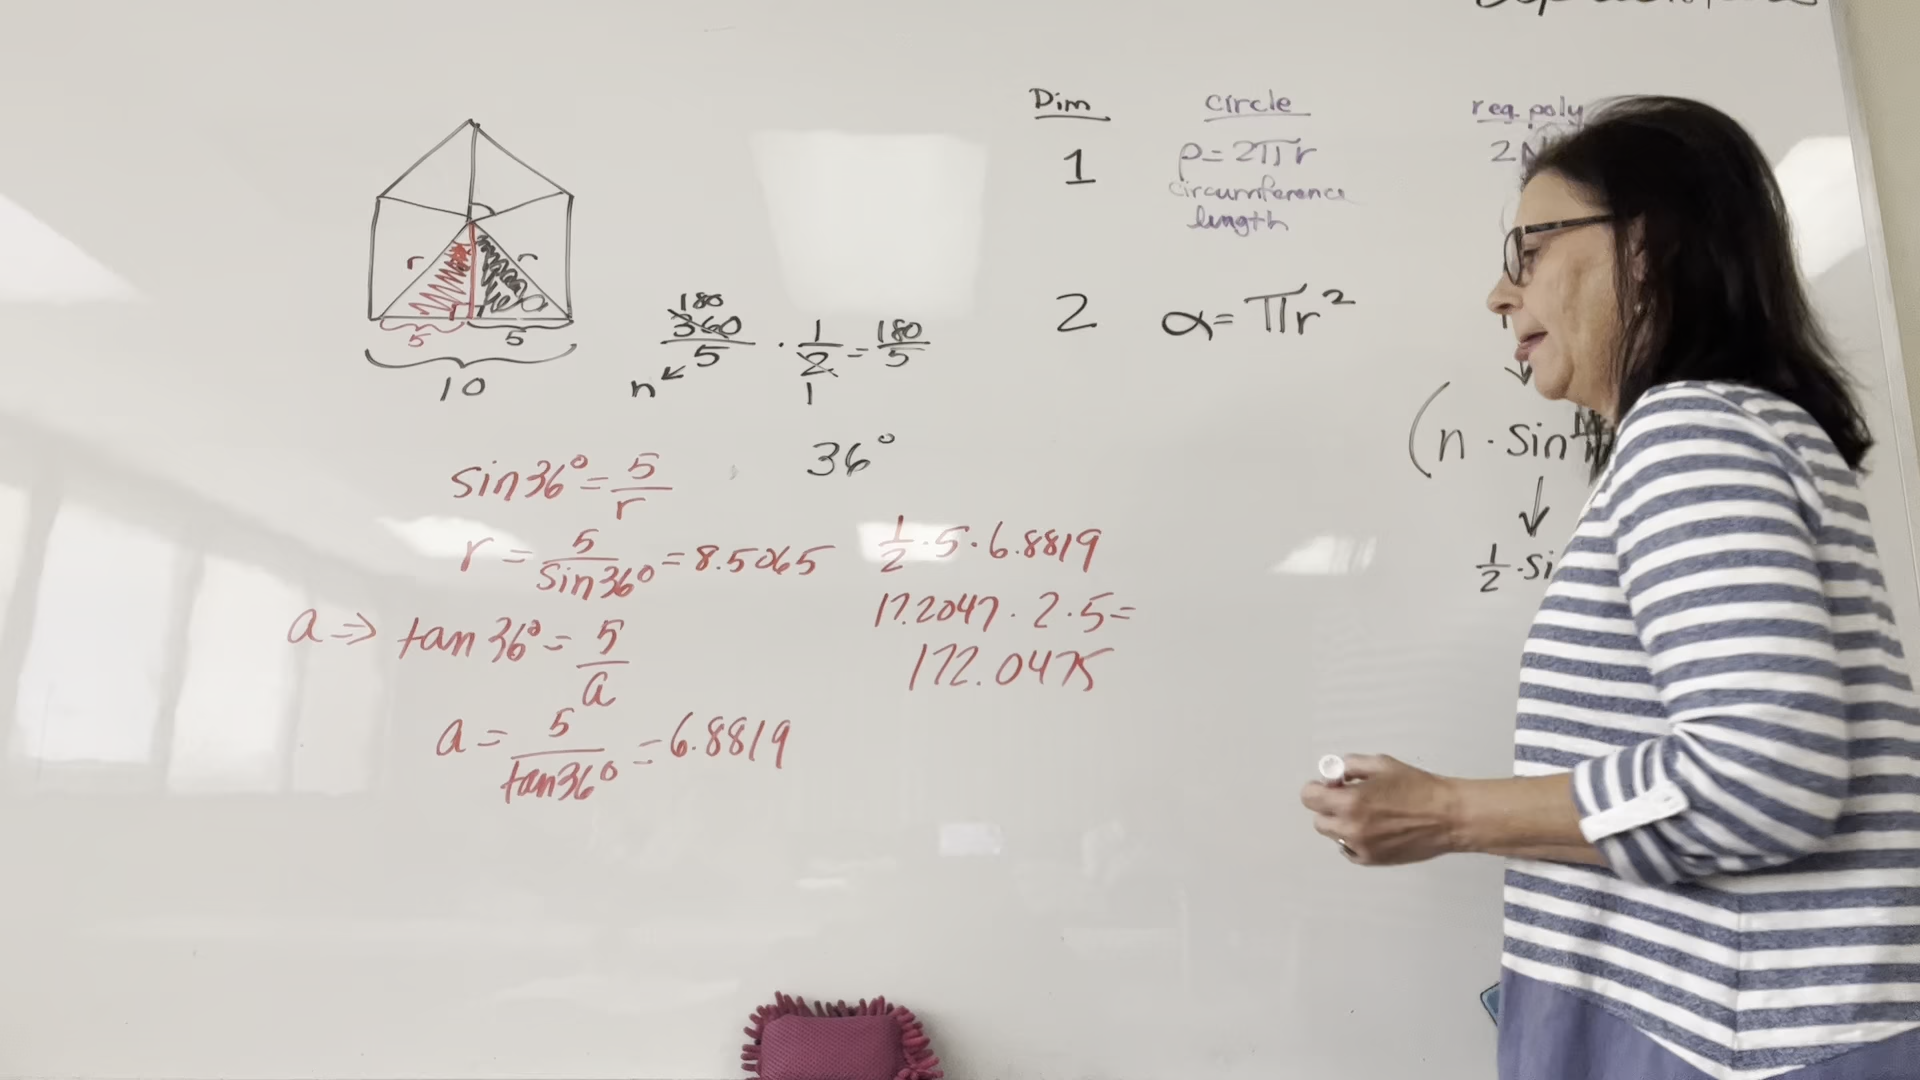 r r
5 5
10
180
360/5 · 1/2 = 180/5
n 1
36°
sin 36° = 5/r
r = 5/sin 36° = 8.5065
a ⇒ tan 36° = 5/a
a = 5/tan 36° = 6.8819
1/2 · 5 · 6.8819
17.2047 · 2 · 5 =
172.0475
Dim circle reg. poly
1 p = 2πr
circumference
length
2 a = πr²
(n · sin
1/2 · si